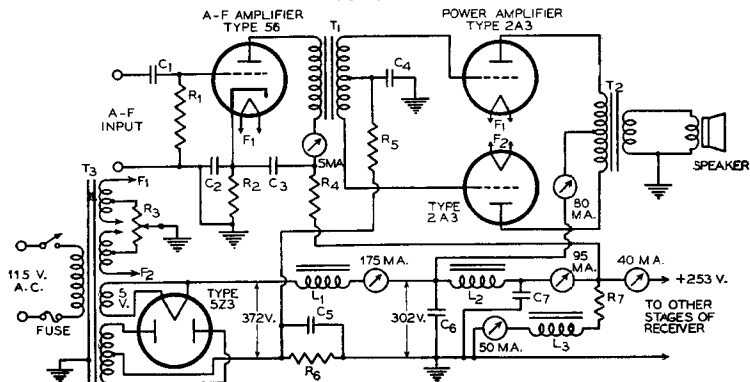 A-F AMPLIFIER
TYPE 56
T1
POWER AMPLIFIER
TYPE 2A3
C1
C4
T2
R1
F1
F1
A-F
INPUT
R5
F2
5MA.
SPEAKER
T3
F1
C2
R2
C3
R4
TYPE
2A3
80
MA.
R3
F2
115 V.
A.C.
5
V.
TYPE
5Z3
175 MA.
95
MA.
40 MA.
+253 V.
FUSE
372V.
L1
302V.
L2
C7
R7
TO OTHER
STAGES OF
RECEIVER
C5
C6
50 MA.
L3
R6